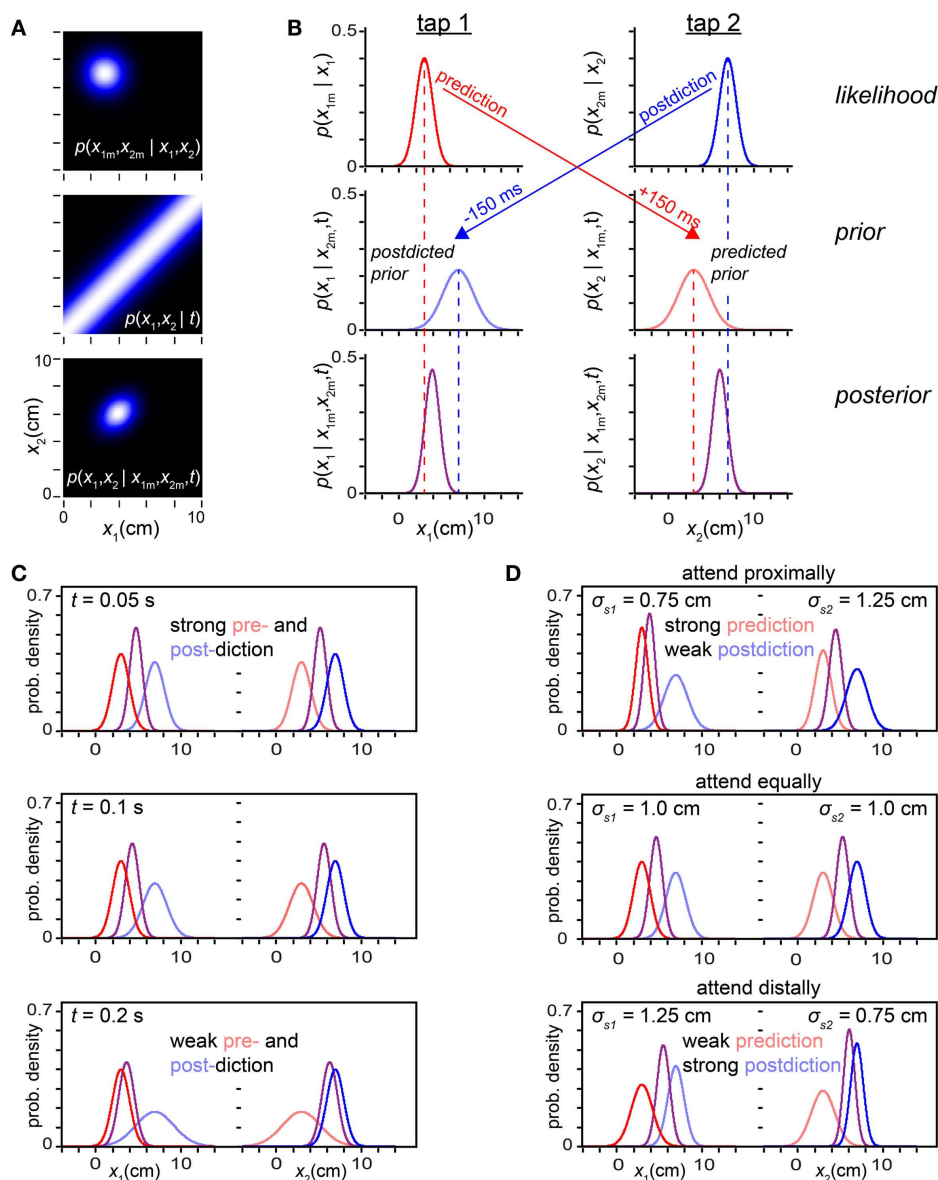 A
p(x1m,x2m | x1,x2)
p(x1,x2 | t)
10
x2(cm)
0
p(x1,x2 | x1m,x2m,t)
0 10
x1(cm)
B
tap 1 tap 2
0.5
p(x1m | x1)
0
prediction
p(x2m | x2)
postdiction
likelihood
0.5
p(x1 | x2m,,t)
0
-150 ms
postdicted
prior
p(x2 | x1m,,t)
+150 ms
predicted
prior
prior
0.5
p(x1 | x1m,x2m,t)
0
p(x2 | x1m,x2m,t)
posterior
0 10 0 10
x1(cm) x2(cm)
C
0.7
t = 0.05 s
strong pre- and
post-diction
prob. density
0
0 10 0 10
0.7
t = 0.1 s
prob. density
0
0 10 0 10
0.7
t = 0.2 s
weak pre- and
post-diction
prob. density
0
0 10 0 10
x1(cm) x2(cm)
D
attend proximally
0.7
σs1 = 0.75 cm σs2 = 1.25 cm
strong prediction
weak postdiction
prob. density
0
0 10 0 10
attend equally
0.7
σs1 = 1.0 cm σs2 = 1.0 cm
prob. density
0
0 10 0 10
attend distally
0.7
σs1 = 1.25 cm σs2 = 0.75 cm
weak prediction
strong postdiction
prob. density
0
0 10 0 10
x1(cm) x2(cm)